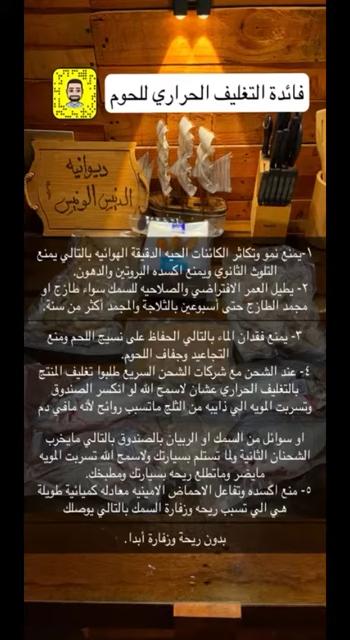 فائدة التغليف الحراري للحوم
ديوانية
الدبس الونيس
١-يمنع نمو وتكاثر الكائنات الحيه الدقيقة الهوائيه بالتالي يمنع
التلوث الثانوي ويمنع اكسده البروتين والدهون.
٢- يطيل العمر الافتراضي والصلاحيه للسمك سواء طازج او
مجمد الطازج حتى أسبوعين بالثلاجة والمجمد أكثر من سنة.
٣- يمنع فقدان الماء بالتالي الحفاظ على نسيج اللحم ومنع
التجاعيد وجفاف اللحوم.
٤- عند الشحن مع شركات الشحن السريع طلبوا تغليف المنتج
بالتغليف الحراري عشان لاسمح الله لو انكسر الصندوق
وتسربت المويه الي ذايبه من الثلج ماتسبب روائح لأنه مافي دم
او سوائل من السمك او الربيان بالصندوق بالتالي مايخرب
الشحنات الثانية ولما تستلم بسيارتك ولاسمح الله تسربت المويه
مايضر وماتطلع ريحه بسيارتك ومطبخك.
٥- منع اكسده وتفاعل الاحماض الامينيه معادله كميائية طويلة
هي الي تسبب ريحه وزفارة السمك بالتالي يوصلك
بدون ريحة وزفارة أبدا.